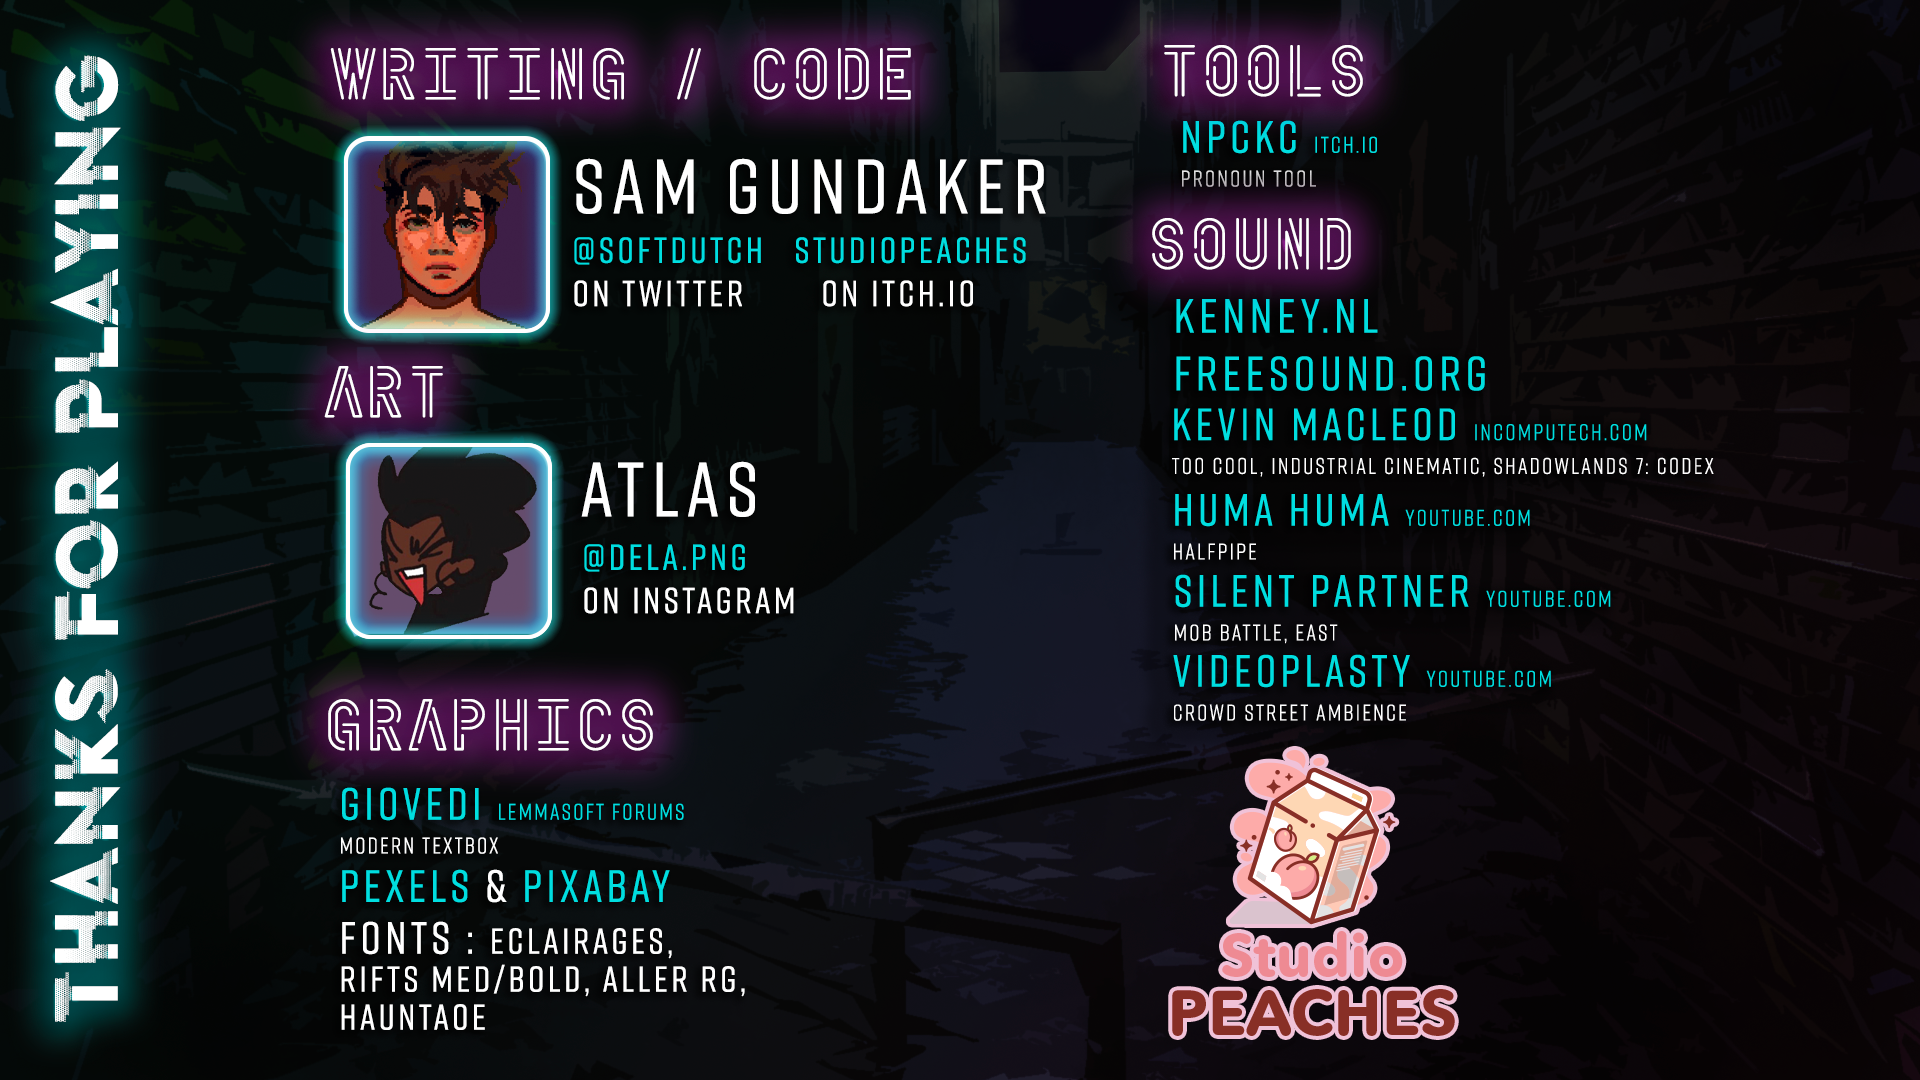 THANKS FOR PLAYING
WRITING / CODE
SAM GUNDAKER
@SOFTDUTCH STUDIOPEACHES
ON TWITTER ON ITCH.IO
ART
ATLAS
@DELA.PNG
ON INSTAGRAM
GRAPHICS
GIOVEDI LEMMASOFT FORUMS
MODERN TEXTBOX
PEXELS & PIXABAY
FONTS : ECLAIRAGES,
RIFTS MED/BOLD, ALLER RG,
HAUNTAOE
TOOLS
NPCKC ITCH.IO
PRONOUN TOOL
SOUND
KENNEY.NL
FREESOUND.ORG
KEVIN MACLEOD INCOMPUTECH.COM
TOO COOL, INDUSTRIAL CINEMATIC, SHADOWLANDS 7: CODEX
HUMA HUMA YOUTUBE.COM
HALFPIPE
SILENT PARTNER YOUTUBE.COM
MOB BATTLE, EAST
VIDEOPLASTY YOUTUBE.COM
CROWD STREET AMBIENCE
Studio
PEACHES